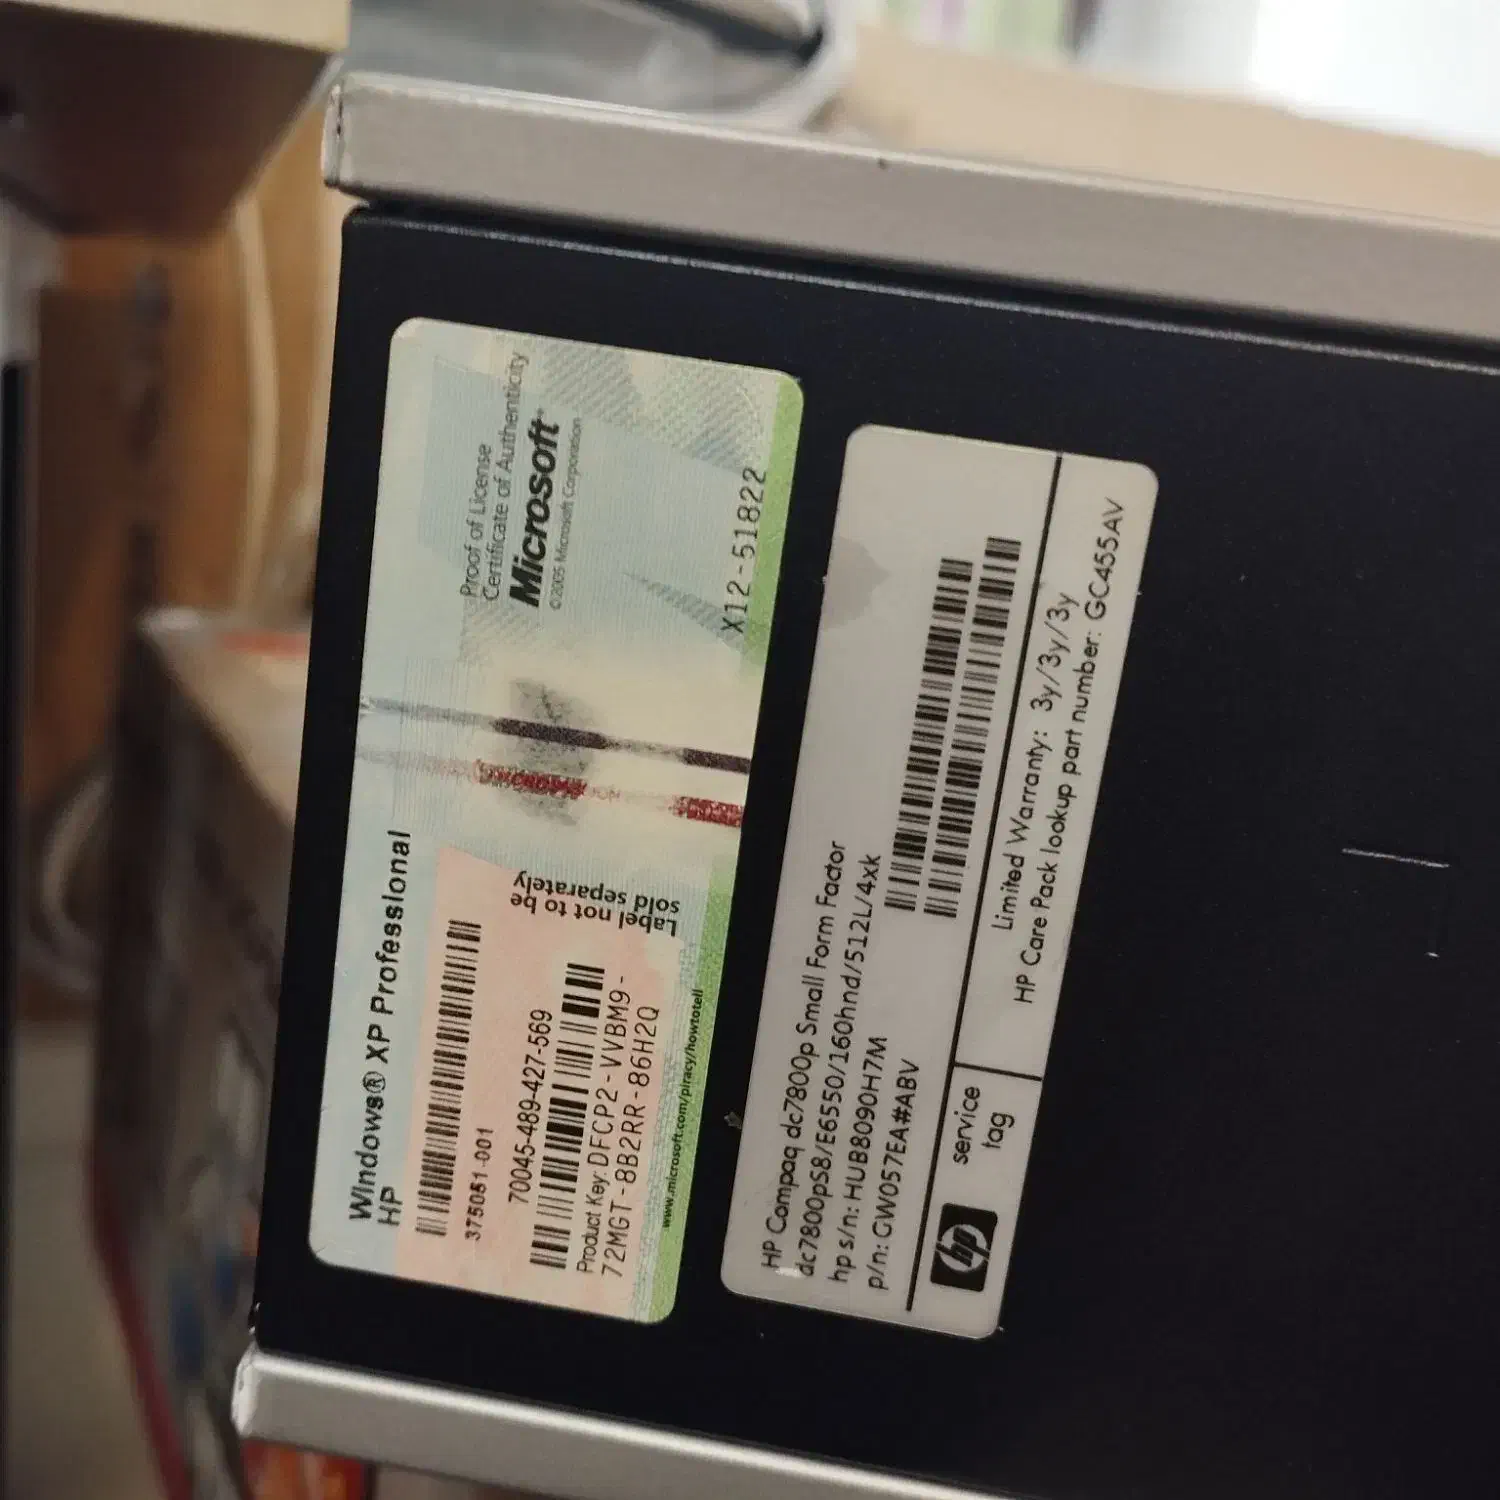 Windows® XP Professional
HP
375051-001
70045-489-427-569
Product Key: DFCP2-VVBM9-
72MGT-8B2RR-86H2Q
www.microsoft.com/piracy/howtotell
Label not to be
sold separately
Proof of License
Certificate of Authenticity
Microsoft®
©2005 Microsoft Corporation
X12-51822
HP Compaq dc7800p Small Form Factor
dc7800pS8/E6550/160hnd/512L/4xk
hp s/n: HUB8090H7M
p/n: GW057EA#ABV
hp
service
tag
Limited Warranty: 3y/3y/3y
HP Care Pack lookup part number: GC455AV